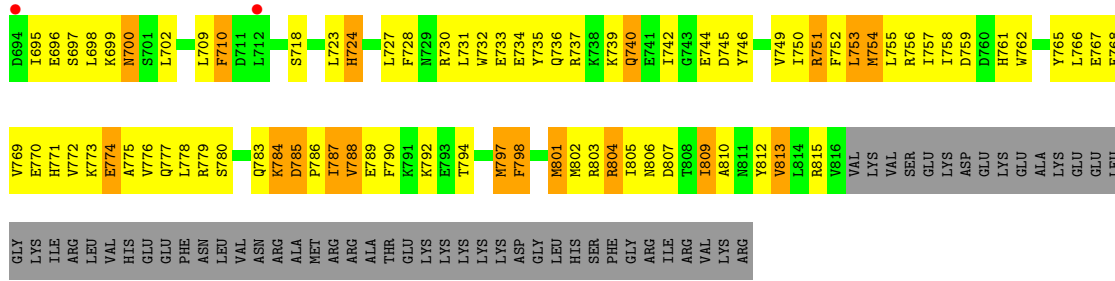 D694 I695 E696 S697 L698 K699 N700 S701 L702 L709 F710 D711 L712 S718 L723 H724 L727 F728 N729 R730 L731 W732 E733 E734 Y735 Q736 R737 K738 K739 Q740 E741 I742 G743 E744 D745 Y746 V749 I750 R751 F752 L753 M754 L755 R756 I757 I758 D759 D760 H761 W762 Y765 L766 E767
V769 E770 H771 V772 K773 E774 A775 V776 Q777 L778 R779 S780 Q783 K784 D785 P786 I787 V788 E789 F790 K791 K792 E793 T794 M797 F798 M801 M802 R803 R804 I805 N806 D807 T808 I809 A810 N811 Y812 V813 L814 R815 V816 VAL LYS VAL SER GLU LYS ASP GLU LYS GLU ALA LYS GLU GLU LEU
GLY LYS ILE ARG LEU VAL HIS GLU GLU PHE ASN LEU VAL ASN ARG ALA MET ARG ARG ALA THR GLU LYS LYS LYS LYS ASP GLY LEU HIS SER PHE GLY ARG ILE ARG VAL LYS ARG